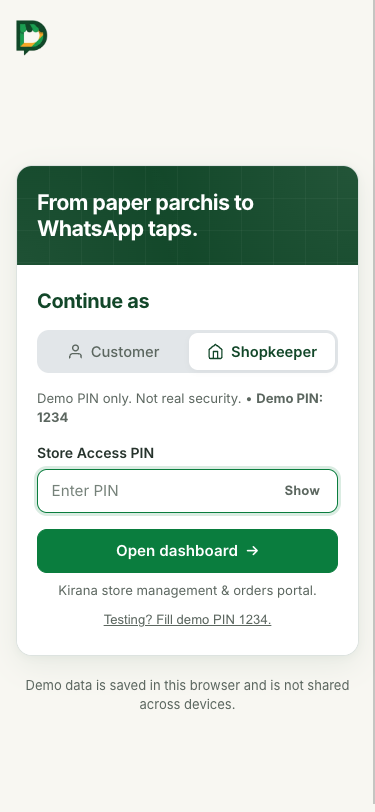 From paper parchis to
WhatsApp taps.
Continue as
Customer
Shopkeeper
Demo PIN only. Not real security. • Demo PIN:
1234
Store Access PIN
Enter PIN
Show
Open dashboard →
Kirana store management & orders portal.
Testing? Fill demo PIN 1234.
Demo data is saved in this browser and is not shared
across devices.